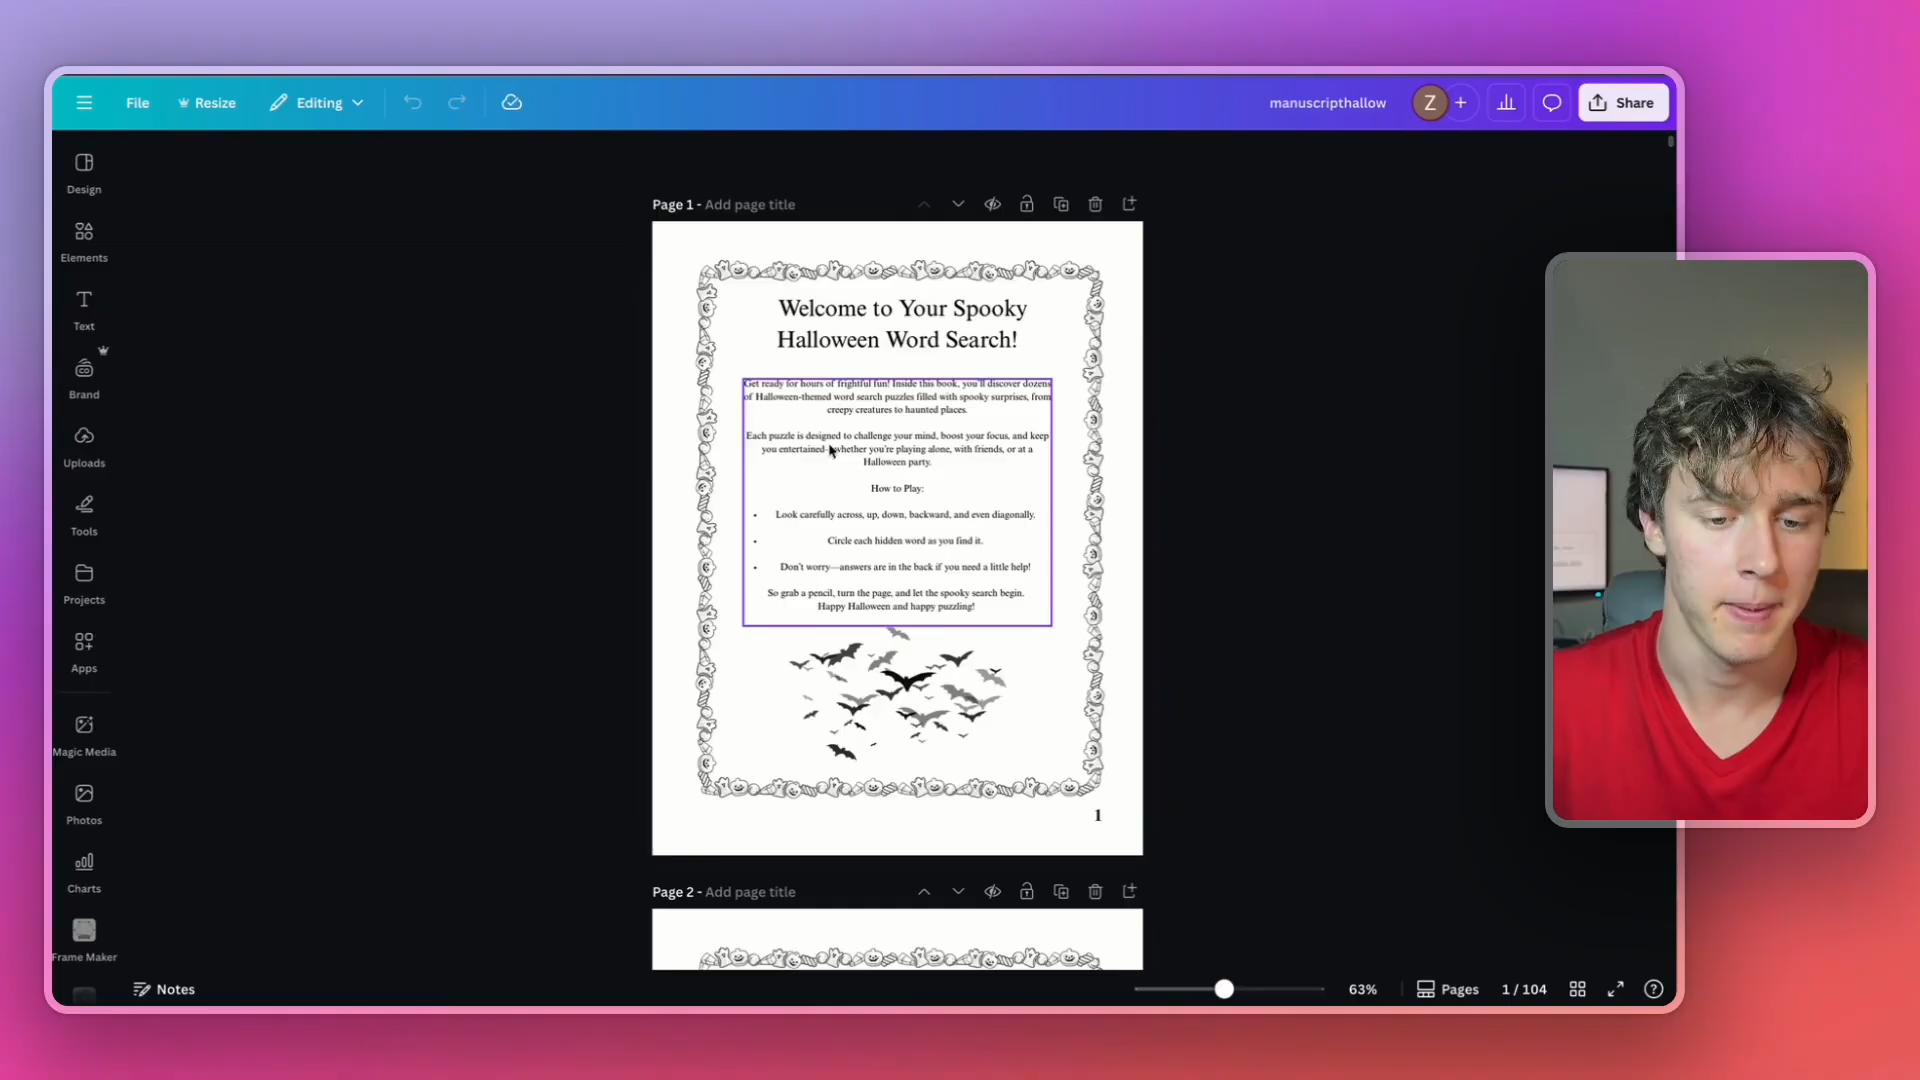 File
Resize
Editing
manuscripthallow
Z
Share
Design
Elements
Text
Brand
Uploads
Tools
Projects
Apps
Magic Media
Photos
Charts
Frame Maker
Page 1 - Add page title
Welcome to Your Spooky
Halloween Word Search!
Get ready for hours of frightful fun! Inside this book, you'll discover dozens
of Halloween-themed word search puzzles filled with spooky surprises, from
creepy creatures to haunted places.
Each puzzle is designed to challenge your mind, boost your focus, and keep
you entertained—whether you're playing alone, with friends, or at a
Halloween party.
How to Play:
• Look carefully across, up, down, backward, and even diagonally.
• Circle each hidden word as you find it.
• Don't worry—answers are in the back if you need a little help!
So grab a pencil, turn the page, and let the spooky search begin.
Happy Halloween and happy puzzling!
1
Page 2 - Add page title
Notes
63%
Pages
1 / 104